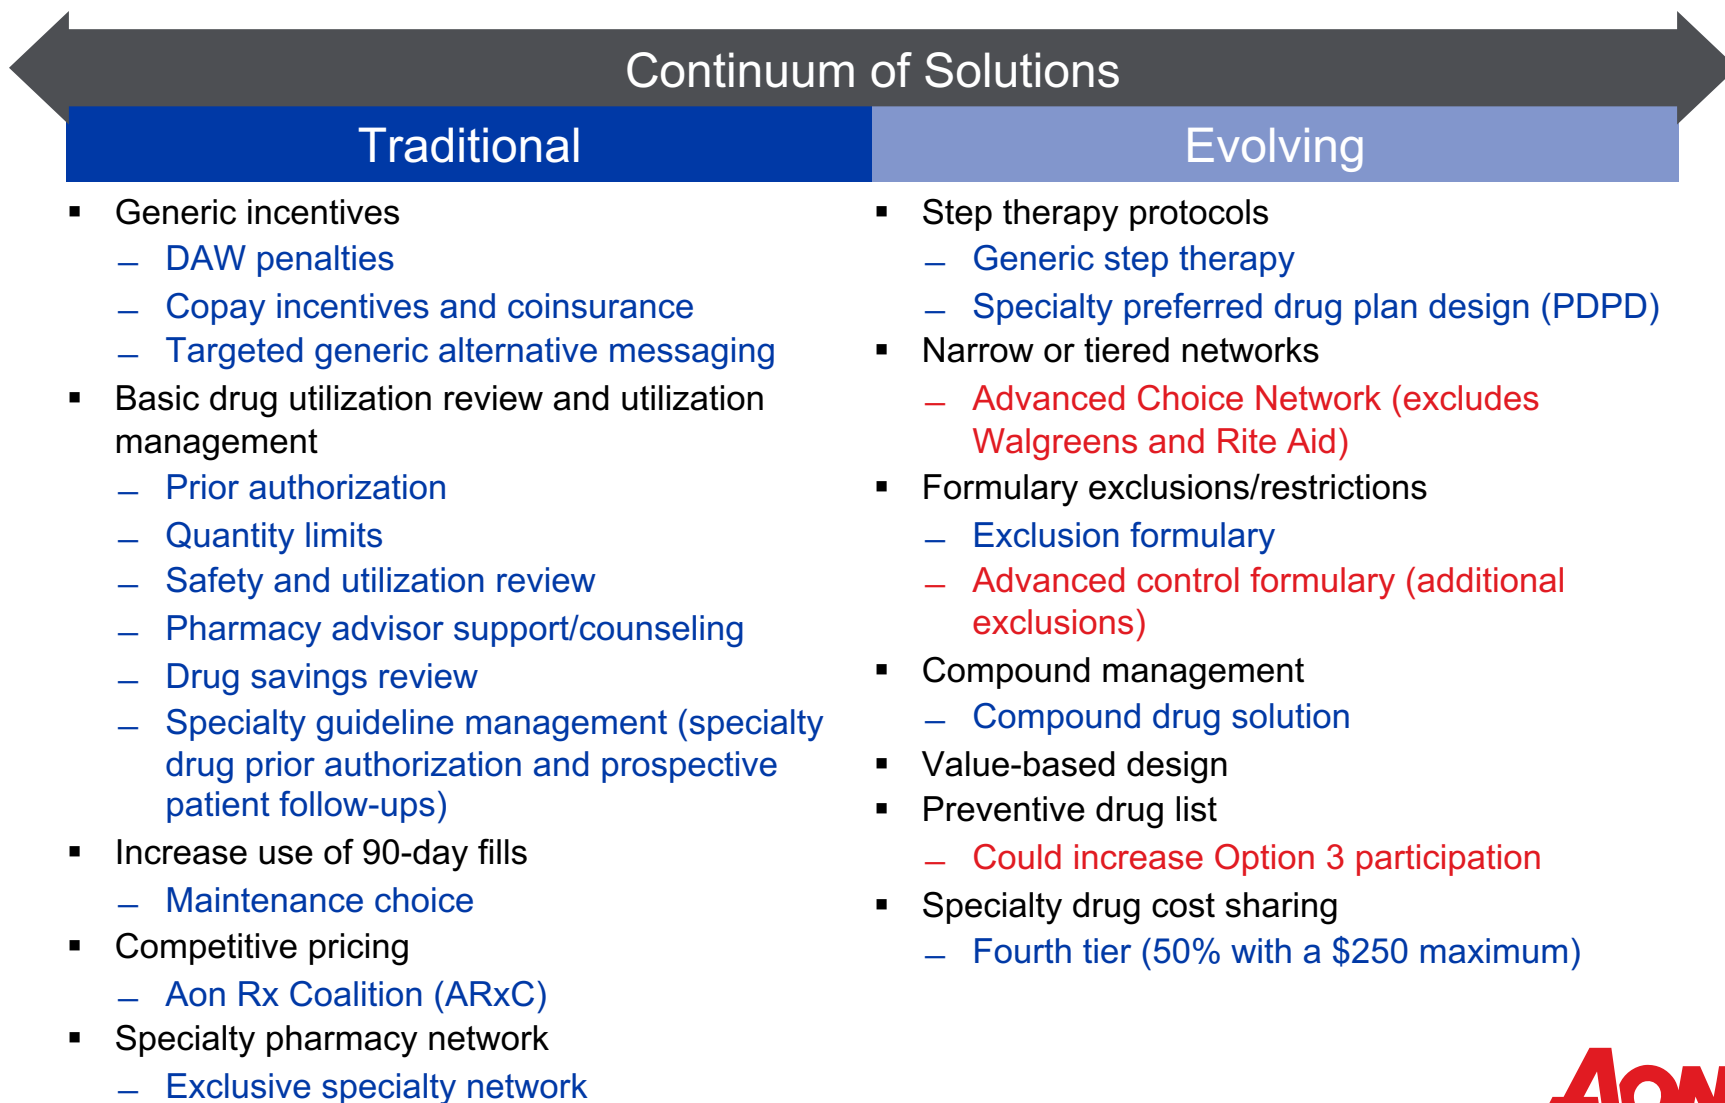 Continuum of Solutions
Traditional
▪ Generic incentives
– DAW penalties
– Copay incentives and coinsurance
– Targeted generic alternative messaging
▪ Basic drug utilization review and utilization
management
– Prior authorization
– Quantity limits
– Safety and utilization review
– Pharmacy advisor support/counseling
– Drug savings review
– Specialty guideline management (specialty
drug prior authorization and prospective
patient follow-ups)
▪ Increase use of 90-day fills
– Maintenance choice
▪ Competitive pricing
– Aon Rx Coalition (ARxC)
▪ Specialty pharmacy network
– Exclusive specialty network
Evolving
▪ Step therapy protocols
– Generic step therapy
– Specialty preferred drug plan design (PDPD)
▪ Narrow or tiered networks
– Advanced Choice Network (excludes
Walgreens and Rite Aid)
▪ Formulary exclusions/restrictions
– Exclusion formulary
– Advanced control formulary (additional
exclusions)
▪ Compound management
– Compound drug solution
▪ Value-based design
▪ Preventive drug list
– Could increase Option 3 participation
▪ Specialty drug cost sharing
– Fourth tier (50% with a $250 maximum)
AON